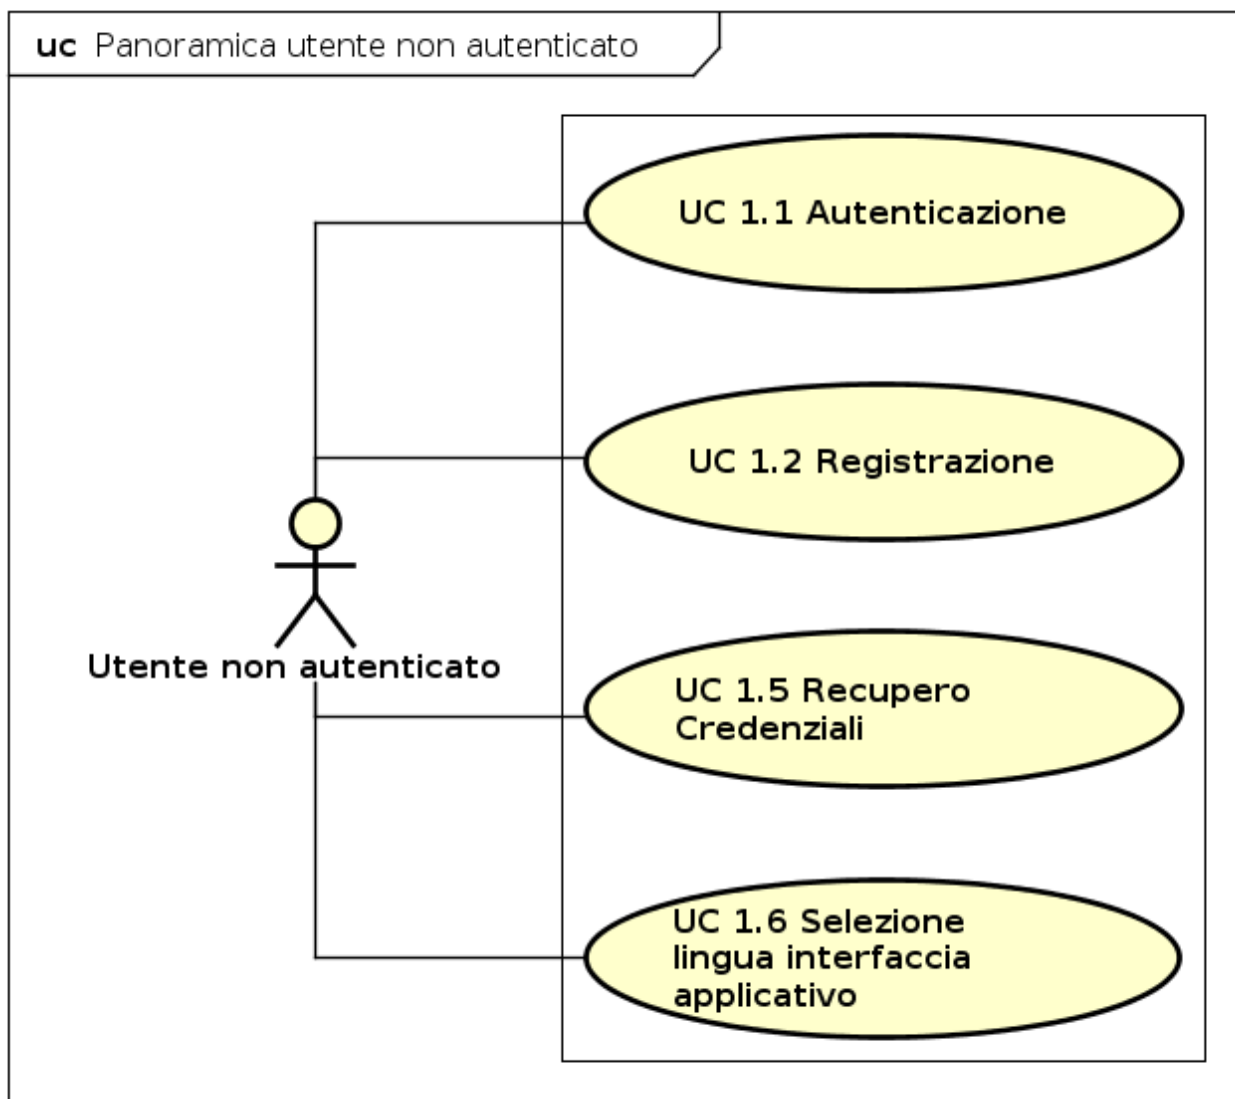 uc Panoramica utente non autenticato
UC 1.1 Autenticazione
UC 1.2 Registrazione
Utente non autenticato
UC 1.5 Recupero
Credenziali
UC 1.6 Selezione
lingua interfaccia
applicativo